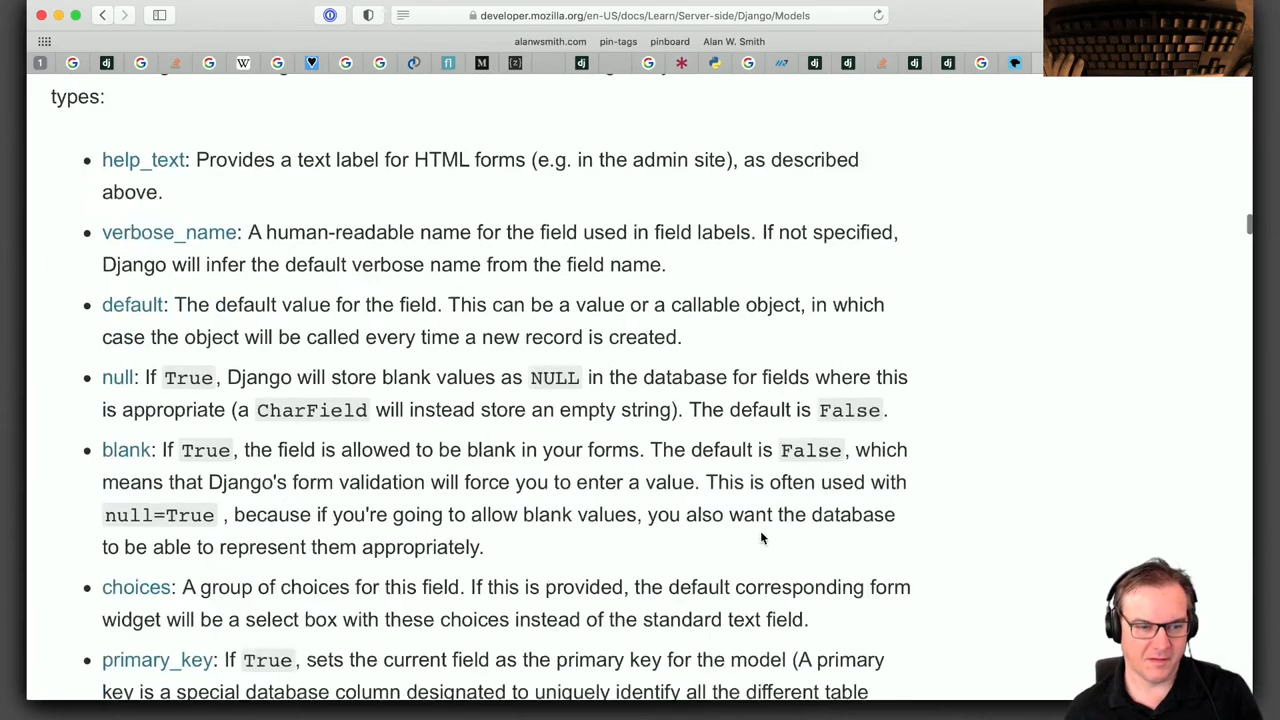 developer.mozilla.org/en-US/docs/Learn/Server-side/Django/Models
alanwsmith.com pin-tags pinboard Alan W. Smith
types:
• help_text: Provides a text label for HTML forms (e.g. in the admin site), as described
above.
• verbose_name: A human-readable name for the field used in field labels. If not specified,
Django will infer the default verbose name from the field name.
• default: The default value for the field. This can be a value or a callable object, in which
case the object will be called every time a new record is created.
• null: If True, Django will store blank values as NULL in the database for fields where this
is appropriate (a CharField will instead store an empty string). The default is False.
• blank: If True, the field is allowed to be blank in your forms. The default is False, which
means that Django's form validation will force you to enter a value. This is often used with
null=True , because if you're going to allow blank values, you also want the database
to be able to represent them appropriately.
• choices: A group of choices for this field. If this is provided, the default corresponding form
widget will be a select box with these choices instead of the standard text field.
• primary_key: If True, sets the current field as the primary key for the model (A primary
key is a special database column designated to uniquely identify all the different table